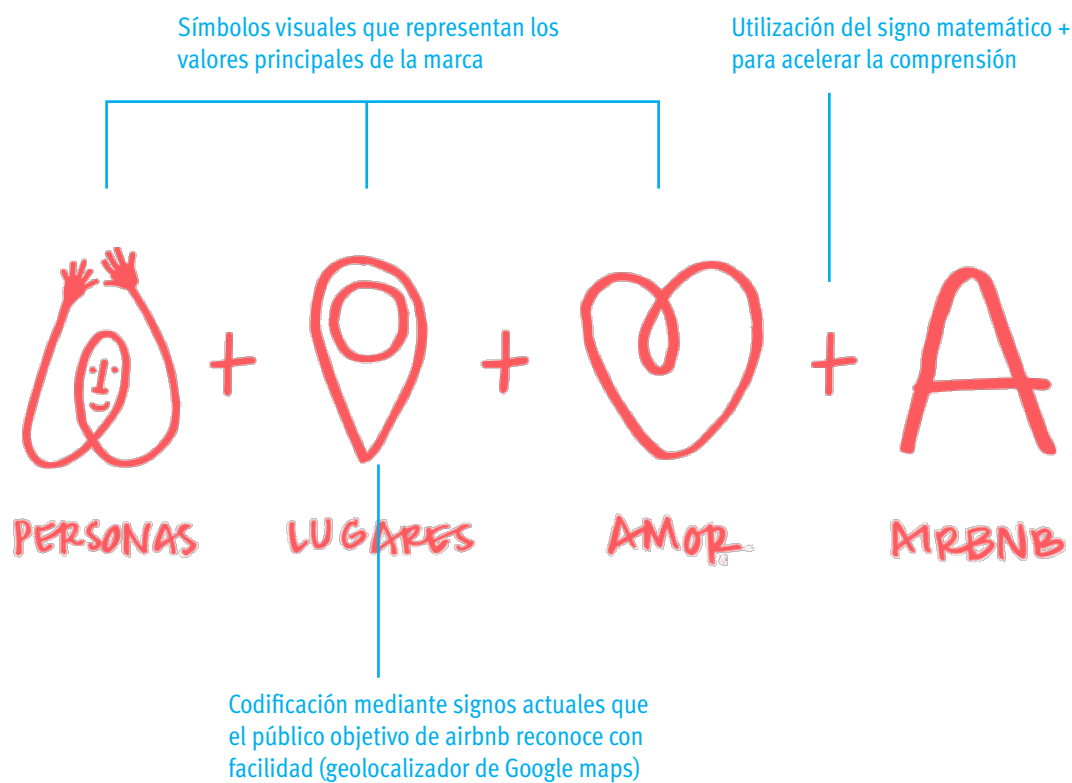 Símbolos visuales que representan los
valores principales de la marca
Utilización del signo matemático +
para acelerar la comprensión
+ + + A
PERSONAS LUGARES AMOR AIRBNB
Codificación mediante signos actuales que
el público objetivo de airbnb reconoce con
facilidad (geolocalizador de Google maps)